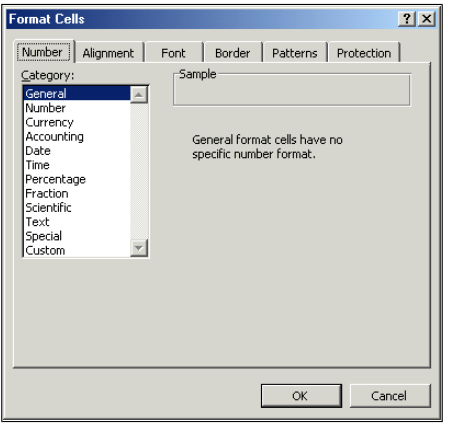 Format Cells
Number Alignment Font Border Patterns Protection
Category:
Sample
General
Number
Currency
Accounting
Date
Time
Percentage
Fraction
Scientific
Text
Special
Custom
General format cells have no
specific number format.
OK Cancel